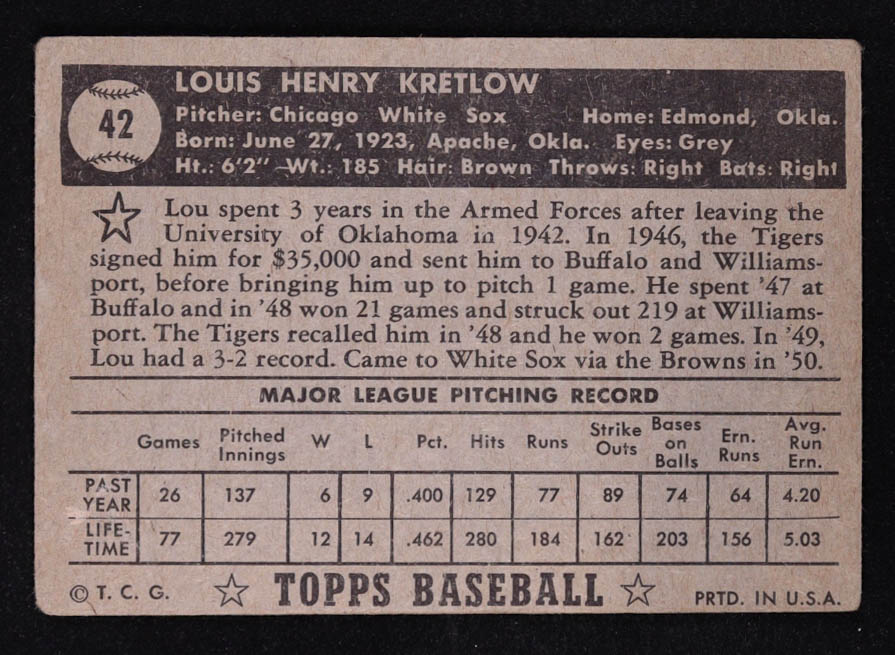 42
LOUIS HENRY KRETLOW
Pitcher: Chicago White Sox Home: Edmond, Okla.
Born: June 27, 1923, Apache, Okla. Eyes: Grey
Ht.: 6'2" Wt.: 185 Hair: Brown Throws: Right Bats: Right
Lou spent 3 years in the Armed Forces after leaving the
University of Oklahoma in 1942. In 1946, the Tigers
signed him for $35,000 and sent him to Buffalo and Williams-
port, before bringing him up to pitch 1 game. He spent '47 at
Buffalo and in '48 won 21 games and struck out 219 at Williams-
port. The Tigers recalled him in '48 and he won 2 games. In '49,
Lou had a 3-2 record. Came to White Sox via the Browns in '50.
MAJOR LEAGUE PITCHING RECORD
Games Pitched Innings W L Pct. Hits Runs Strike Outs Bases on Balls Ern. Runs Avg. Run Ern.
PAST YEAR 26 137 6 9 .400 129 77 89 74 64 4.20
LIFE-TIME 77 279 12 14 .462 280 184 162 203 156 5.03
© T. C. G. TOPPS BASEBALL PRTD. IN U.S.A.